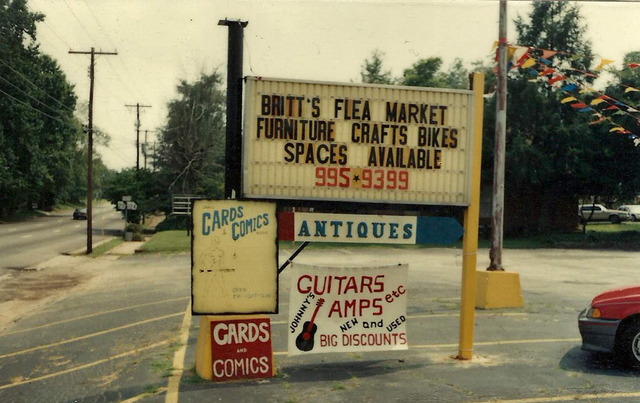 BRITT'S FLEA MARKET
FURNITURE CRAFTS BIKES
SPACES AVAILABLE
995★9399
CARDS
COMICS
ANTIQUES
GUITARS
AMPS etc
JOHNNY'S
NEW and USED
BIG DISCOUNTS
CARDS
AND
COMICS